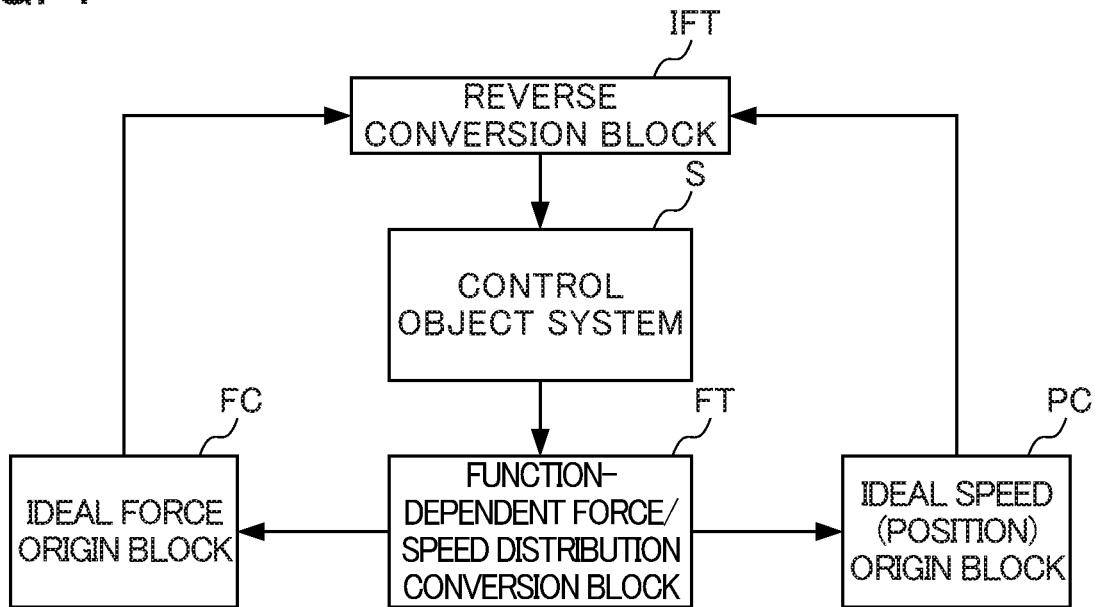 IFT
REVERSE
CONVERSION BLOCK
S
CONTROL
OBJECT SYSTEM
FC
FT
PC
IDEAL FORCE
ORIGIN BLOCK
FUNCTION-
DEPENDENT FORCE/
SPEED DISTRIBUTION
CONVERSION BLOCK
IDEAL SPEED
(POSITION)
ORIGIN BLOCK